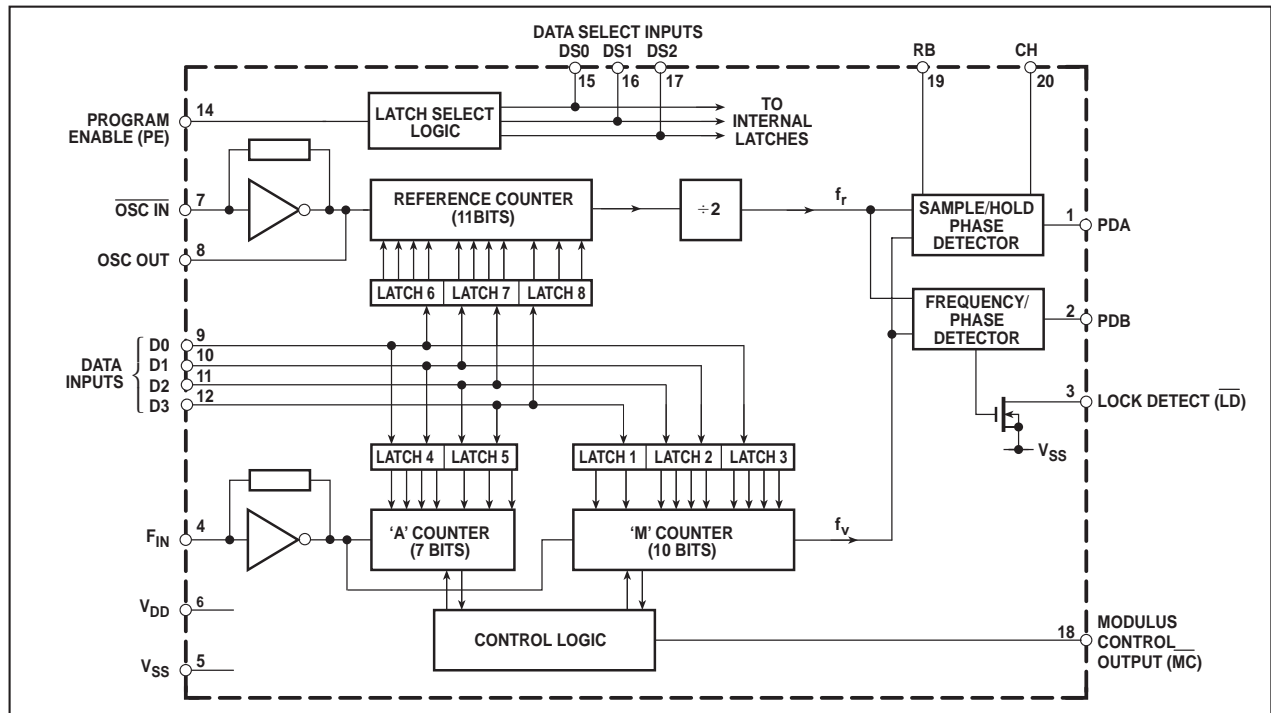 DATA SELECT INPUTS
DS0 DS1 DS2
15 16 17
RB
19
CH
20
PROGRAM
ENABLE (PE)
14
LATCH SELECT
LOGIC
TO
INTERNAL
LATCHES
OSC IN
7
OSC OUT
8
REFERENCE COUNTER
(11BITS)
÷2
fr
SAMPLE/HOLD
PHASE
DETECTOR
1
PDA
LATCH 6 LATCH 7 LATCH 8
FREQUENCY/
PHASE
DETECTOR
2
PDB
DATA
INPUTS
D0
9
D1
10
D2
11
D3
12
3
LOCK DETECT (LD)
VSS
LATCH 4 LATCH 5
LATCH 1 LATCH 2 LATCH 3
FIN
4
'A' COUNTER
(7 BITS)
'M' COUNTER
(10 BITS)
fv
VDD
6
VSS
5
CONTROL LOGIC
18
MODULUS
CONTROL
OUTPUT (MC)